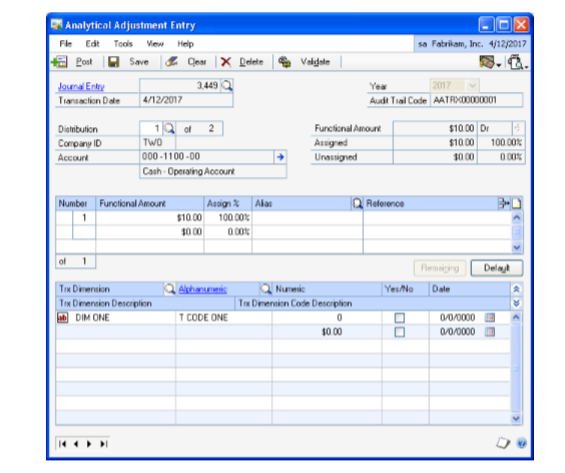 Analytical Adjustment Entry
File Edit Tools View Help sa Fabrikam, Inc. 4/12/2017
Post Save Clear Delete Validate
Journal Entry 3,449 Year 2017
Transaction Date 4/12/2017 Audit Trail Code AATRX00000001
Distribution 1 of 2 Functional Amount $10.00 Dr
Company ID TWO Assigned $10.00 100.00%
Account 000-1100-00 Unassigned $0.00 0.00%
Cash - Operating Account
Number Functional Amount Assign % Alias Reference
1 $10.00 100.00%
$0.00 0.00%
of 1 Remaining Default
Trx Dimension Alphanumeric Numeric Yes/No Date
Trx Dimension Description Trx Dimension Code Description
ab DIM ONE T CODE ONE 0 0/0/0000
$0.00 0/0/0000